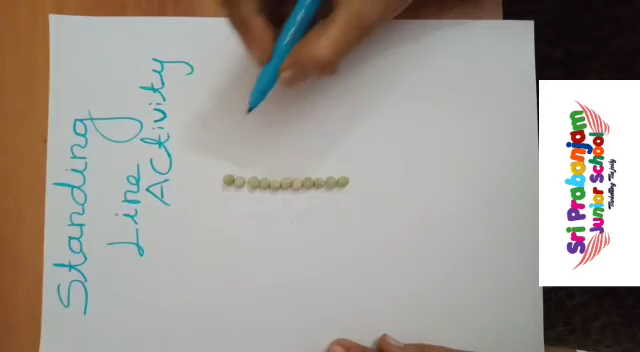 Standing
Line
Activity
Sri Prabanjam
Junior School